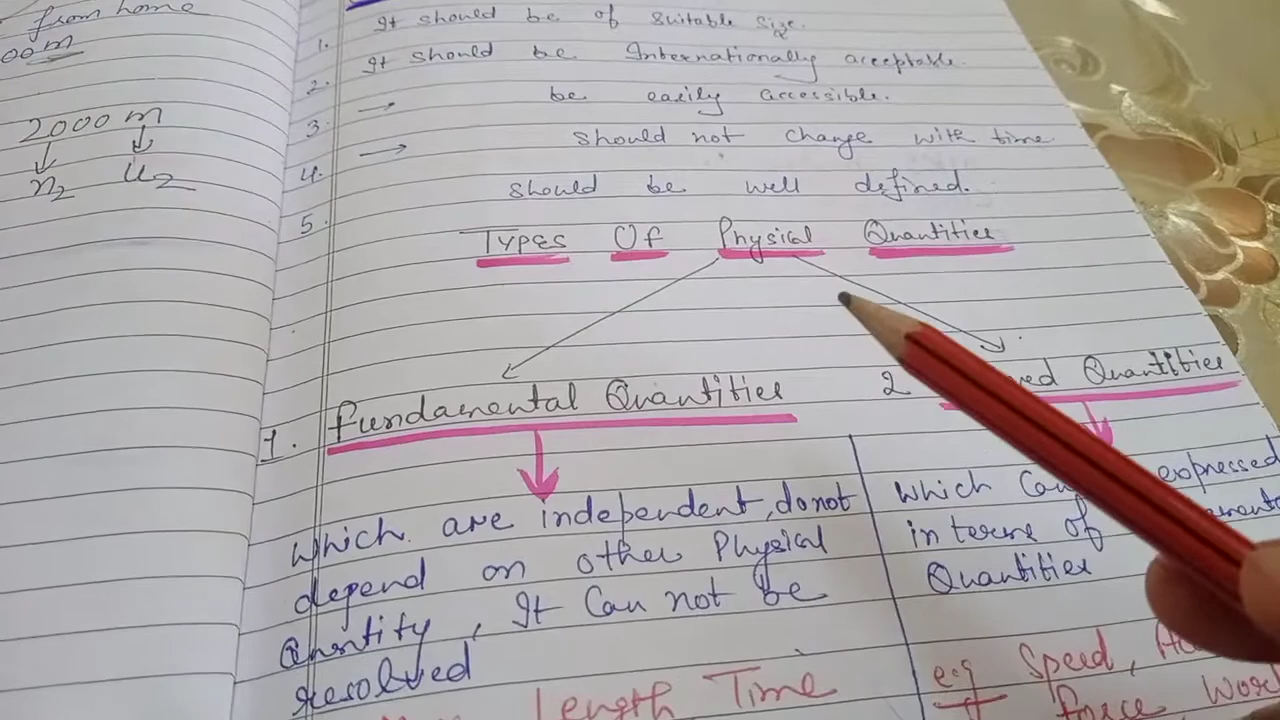 from home
00m
2000 m
n₂ u₂
1. It should be of suitable size.
2. It should be Internationally acceptable.
3. → be easily accessible.
4. → should not change with time
5. should be well defined.
Types Of Physical Quantities
1. Fundamental Quantities
which are independent, do not
depend on other Physical
Quantity, It Can not be
resolved
Length Time
2 Quantities
which expressed
in terms of
Quantities
e.g Speed,
force Work